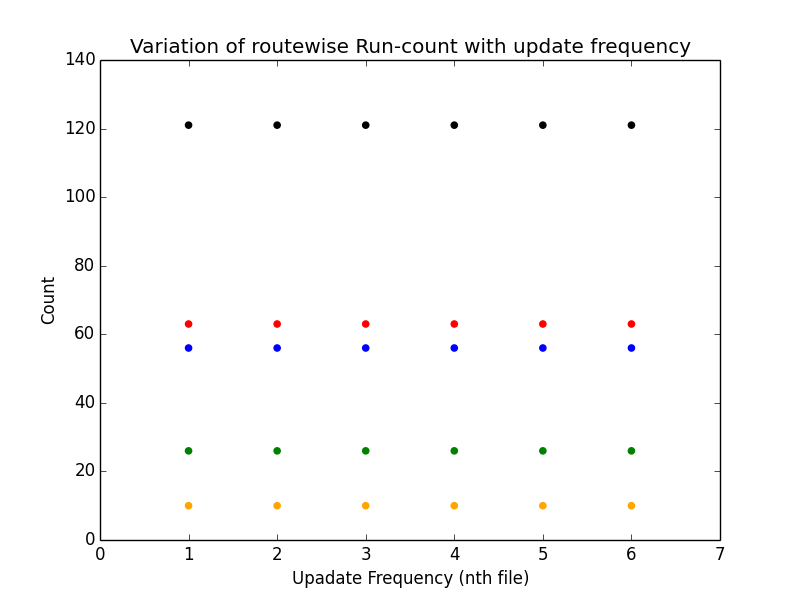 Variation of routewise Run-count with update frequency
140
120
100
80
60
40
20
0
Count
0 1 2 3 4 5 6 7
Upadate Frequency (nth file)